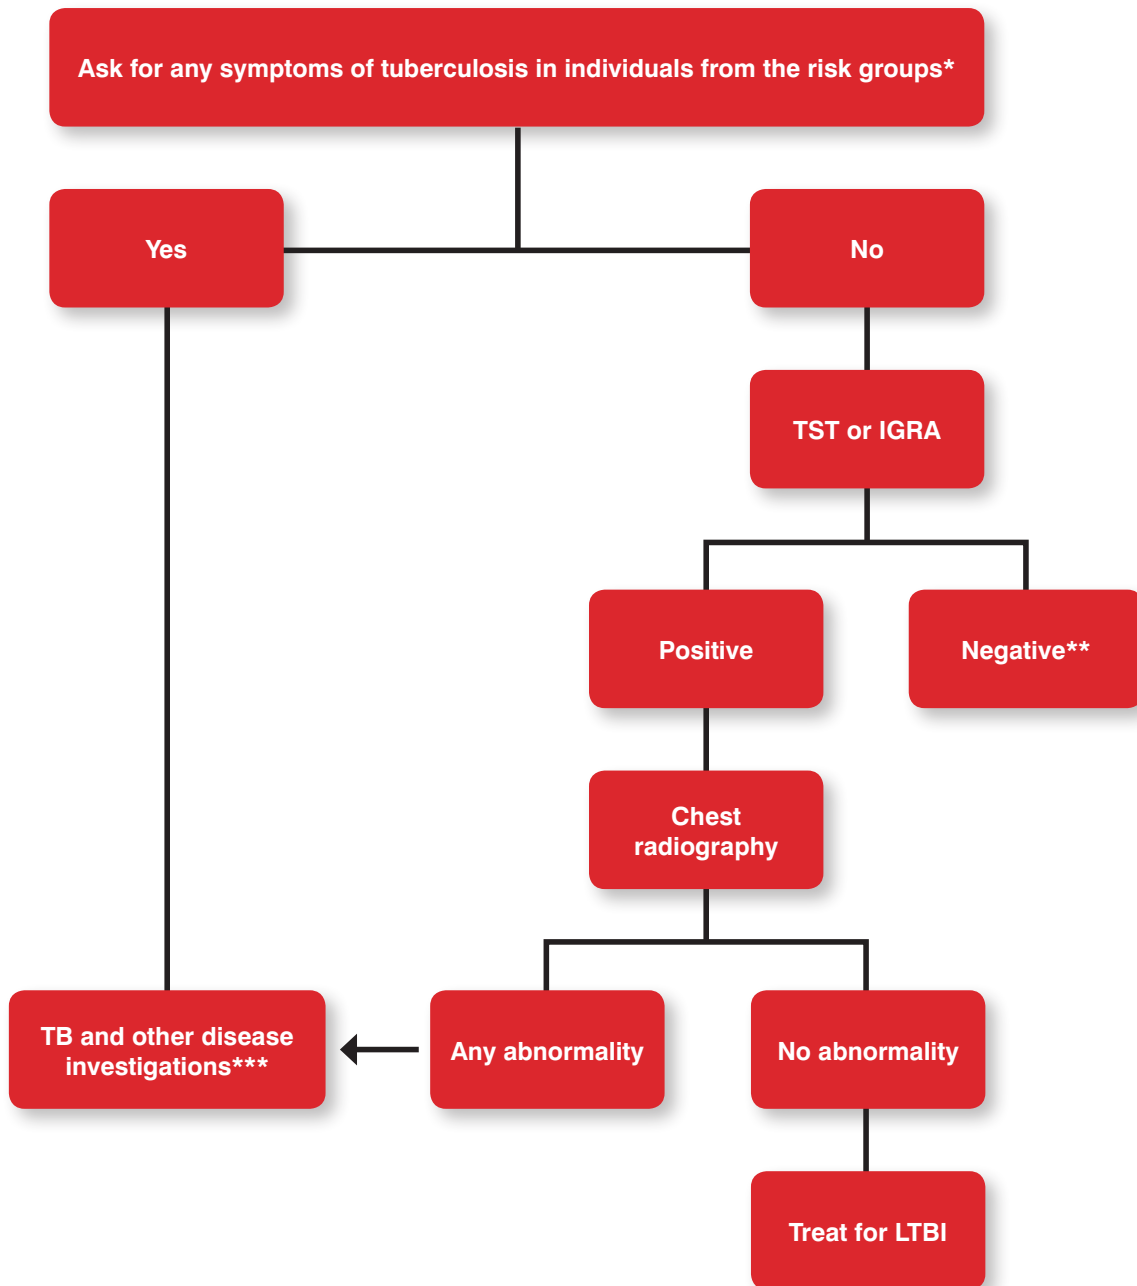 Ask for any symptoms of tuberculosis in individuals from the risk groups*
Yes
No
TST or IGRA
Positive
Negative**
Chest
radiography
TB and other disease
investigations***
Any abnormality
No abnormality
Treat for LTBI